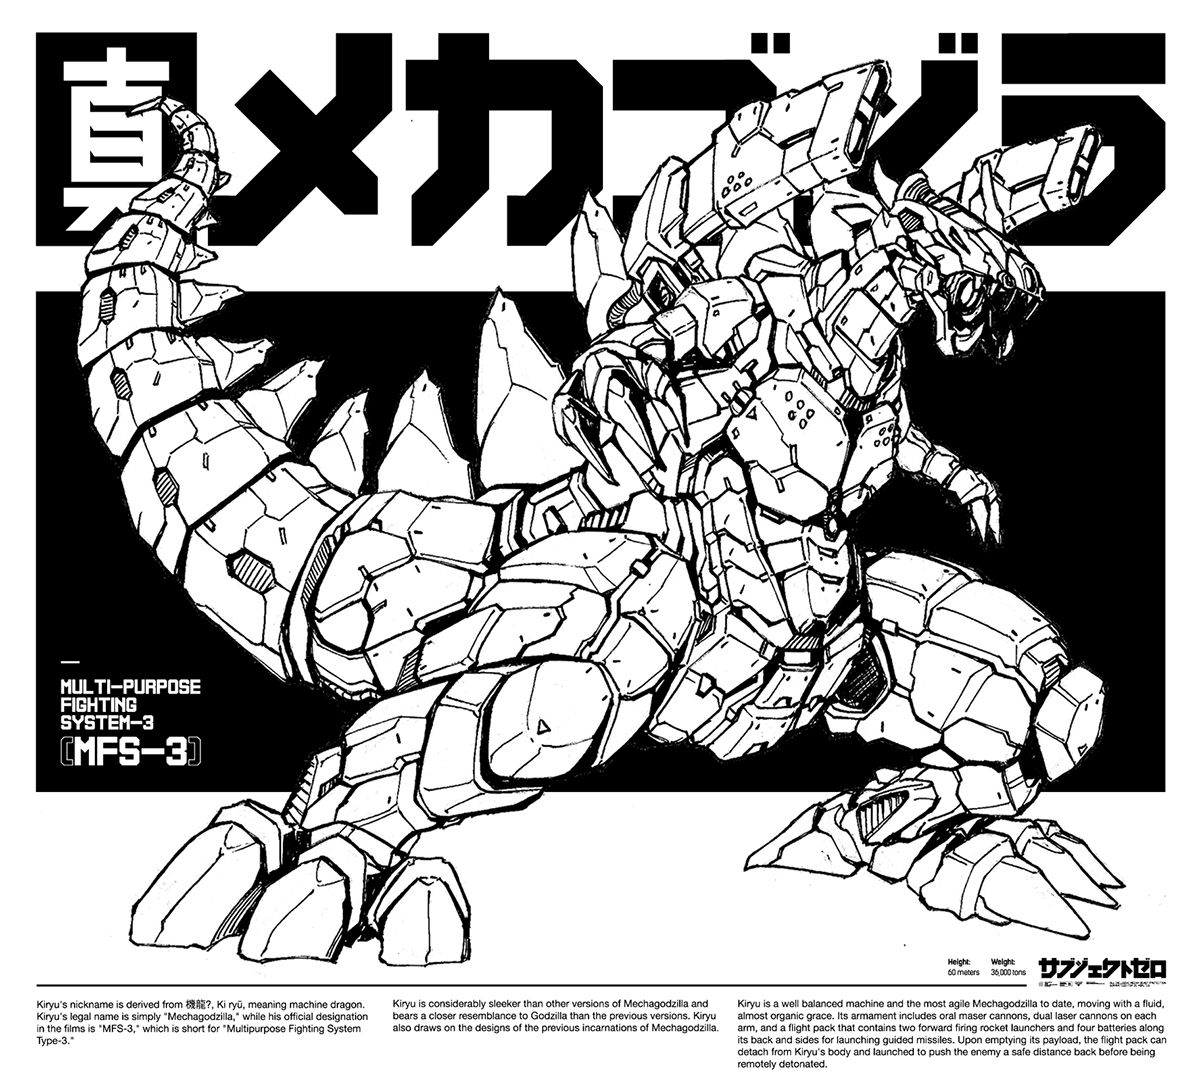 真メカゴジラ
MULTI-PURPOSE
FIGHTING
SYSTEM-3
[MFS-3]
Height: Weight:
60 meters 36,000 tons
サブジェクトゼロ
Kiryu's nickname is derived from 機龍?, Ki ryū, meaning machine dragon.
Kiryu's legal name is simply "Mechagodzilla," while his official designation
in the films is "MFS-3," which is short for "Multipurpose Fighting System
Type-3."
Kiryu is considerably sleeker than other versions of Mechagodzilla and
bears a closer resemblance to Godzilla than the previous versions. Kiryu
also draws on the designs of the previous incarnations of Mechagodzilla.
Kiryu is a well balanced machine and the most agile Mechagodzilla to date, moving with a fluid,
almost organic grace. Its armament includes oral maser cannons, dual laser cannons on each
arm, and a flight pack that contains two forward firing rocket launchers and four batteries along
its back and sides for launching guided missiles. Upon emptying its payload, the flight pack can
detach from Kiryu's body and launched to push the enemy a safe distance back before being
remotely detonated.